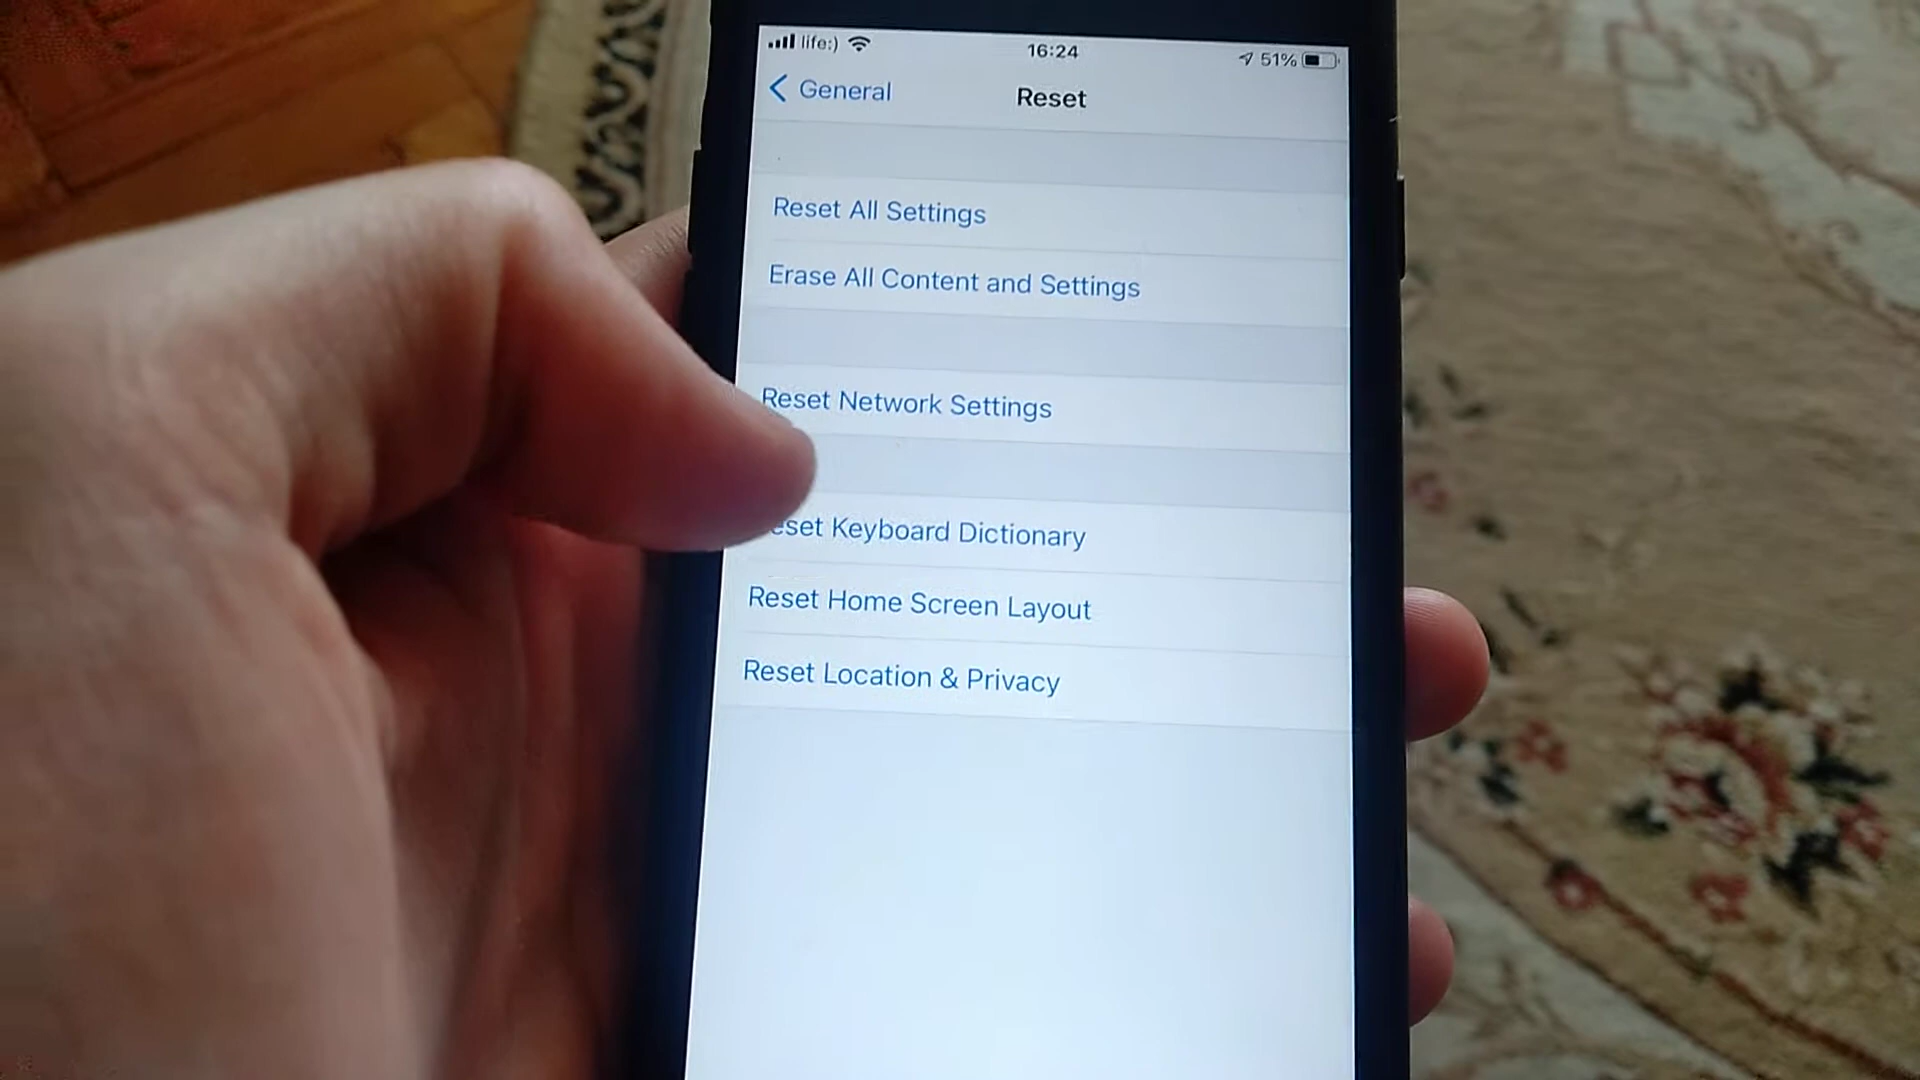 life:) 16:24 51%
General Reset
Reset All Settings
Erase All Content and Settings
Reset Network Settings
eset Keyboard Dictionary
Reset Home Screen Layout
Reset Location & Privacy